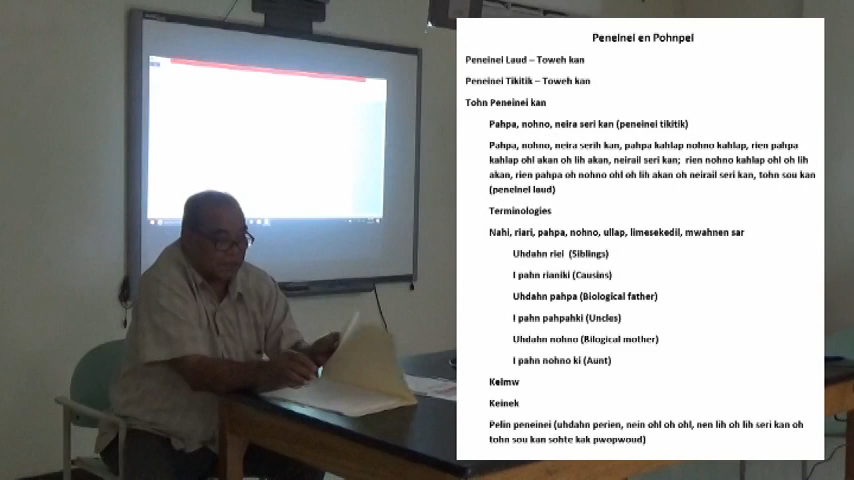 Peneinei en Pohnpei
Peneinei Laud – Toweh kan
Peneinei Tikitik – Toweh kan
Tohn Peneinei kan
Pahpa, nohno, neira seri kan (peneinei tikitik)
Pahpa, nohno, neira serih kan, pahpa kahlap nohno kahlap, rien pahpa
kahlap ohl akan oh lih akan, neirail seri kan; rien nohno kahlap ohl oh lih
akan, rien pahpa oh nohno ohl oh lih akan oh neirail seri kan, tohn sou kan
(peneinei laud)
Terminologies
Nahi, riari, pahpa, nohno, ullap, limesekedil, mwahnen sar
Uhdahn riei (Siblings)
I pahn rianiki (Causins)
Uhdahn pahpa (Biological father)
I pahn pahpahki (Uncles)
Uhdahn nohno (Bilogical mother)
I pahn nohno ki (Aunt)
Keimw
Keinek
Pelin peneinei (uhdahn perien, nein ohl oh ohl, nen lih oh lih seri kan oh
tohn sou kan sohte kak pwopwoud)